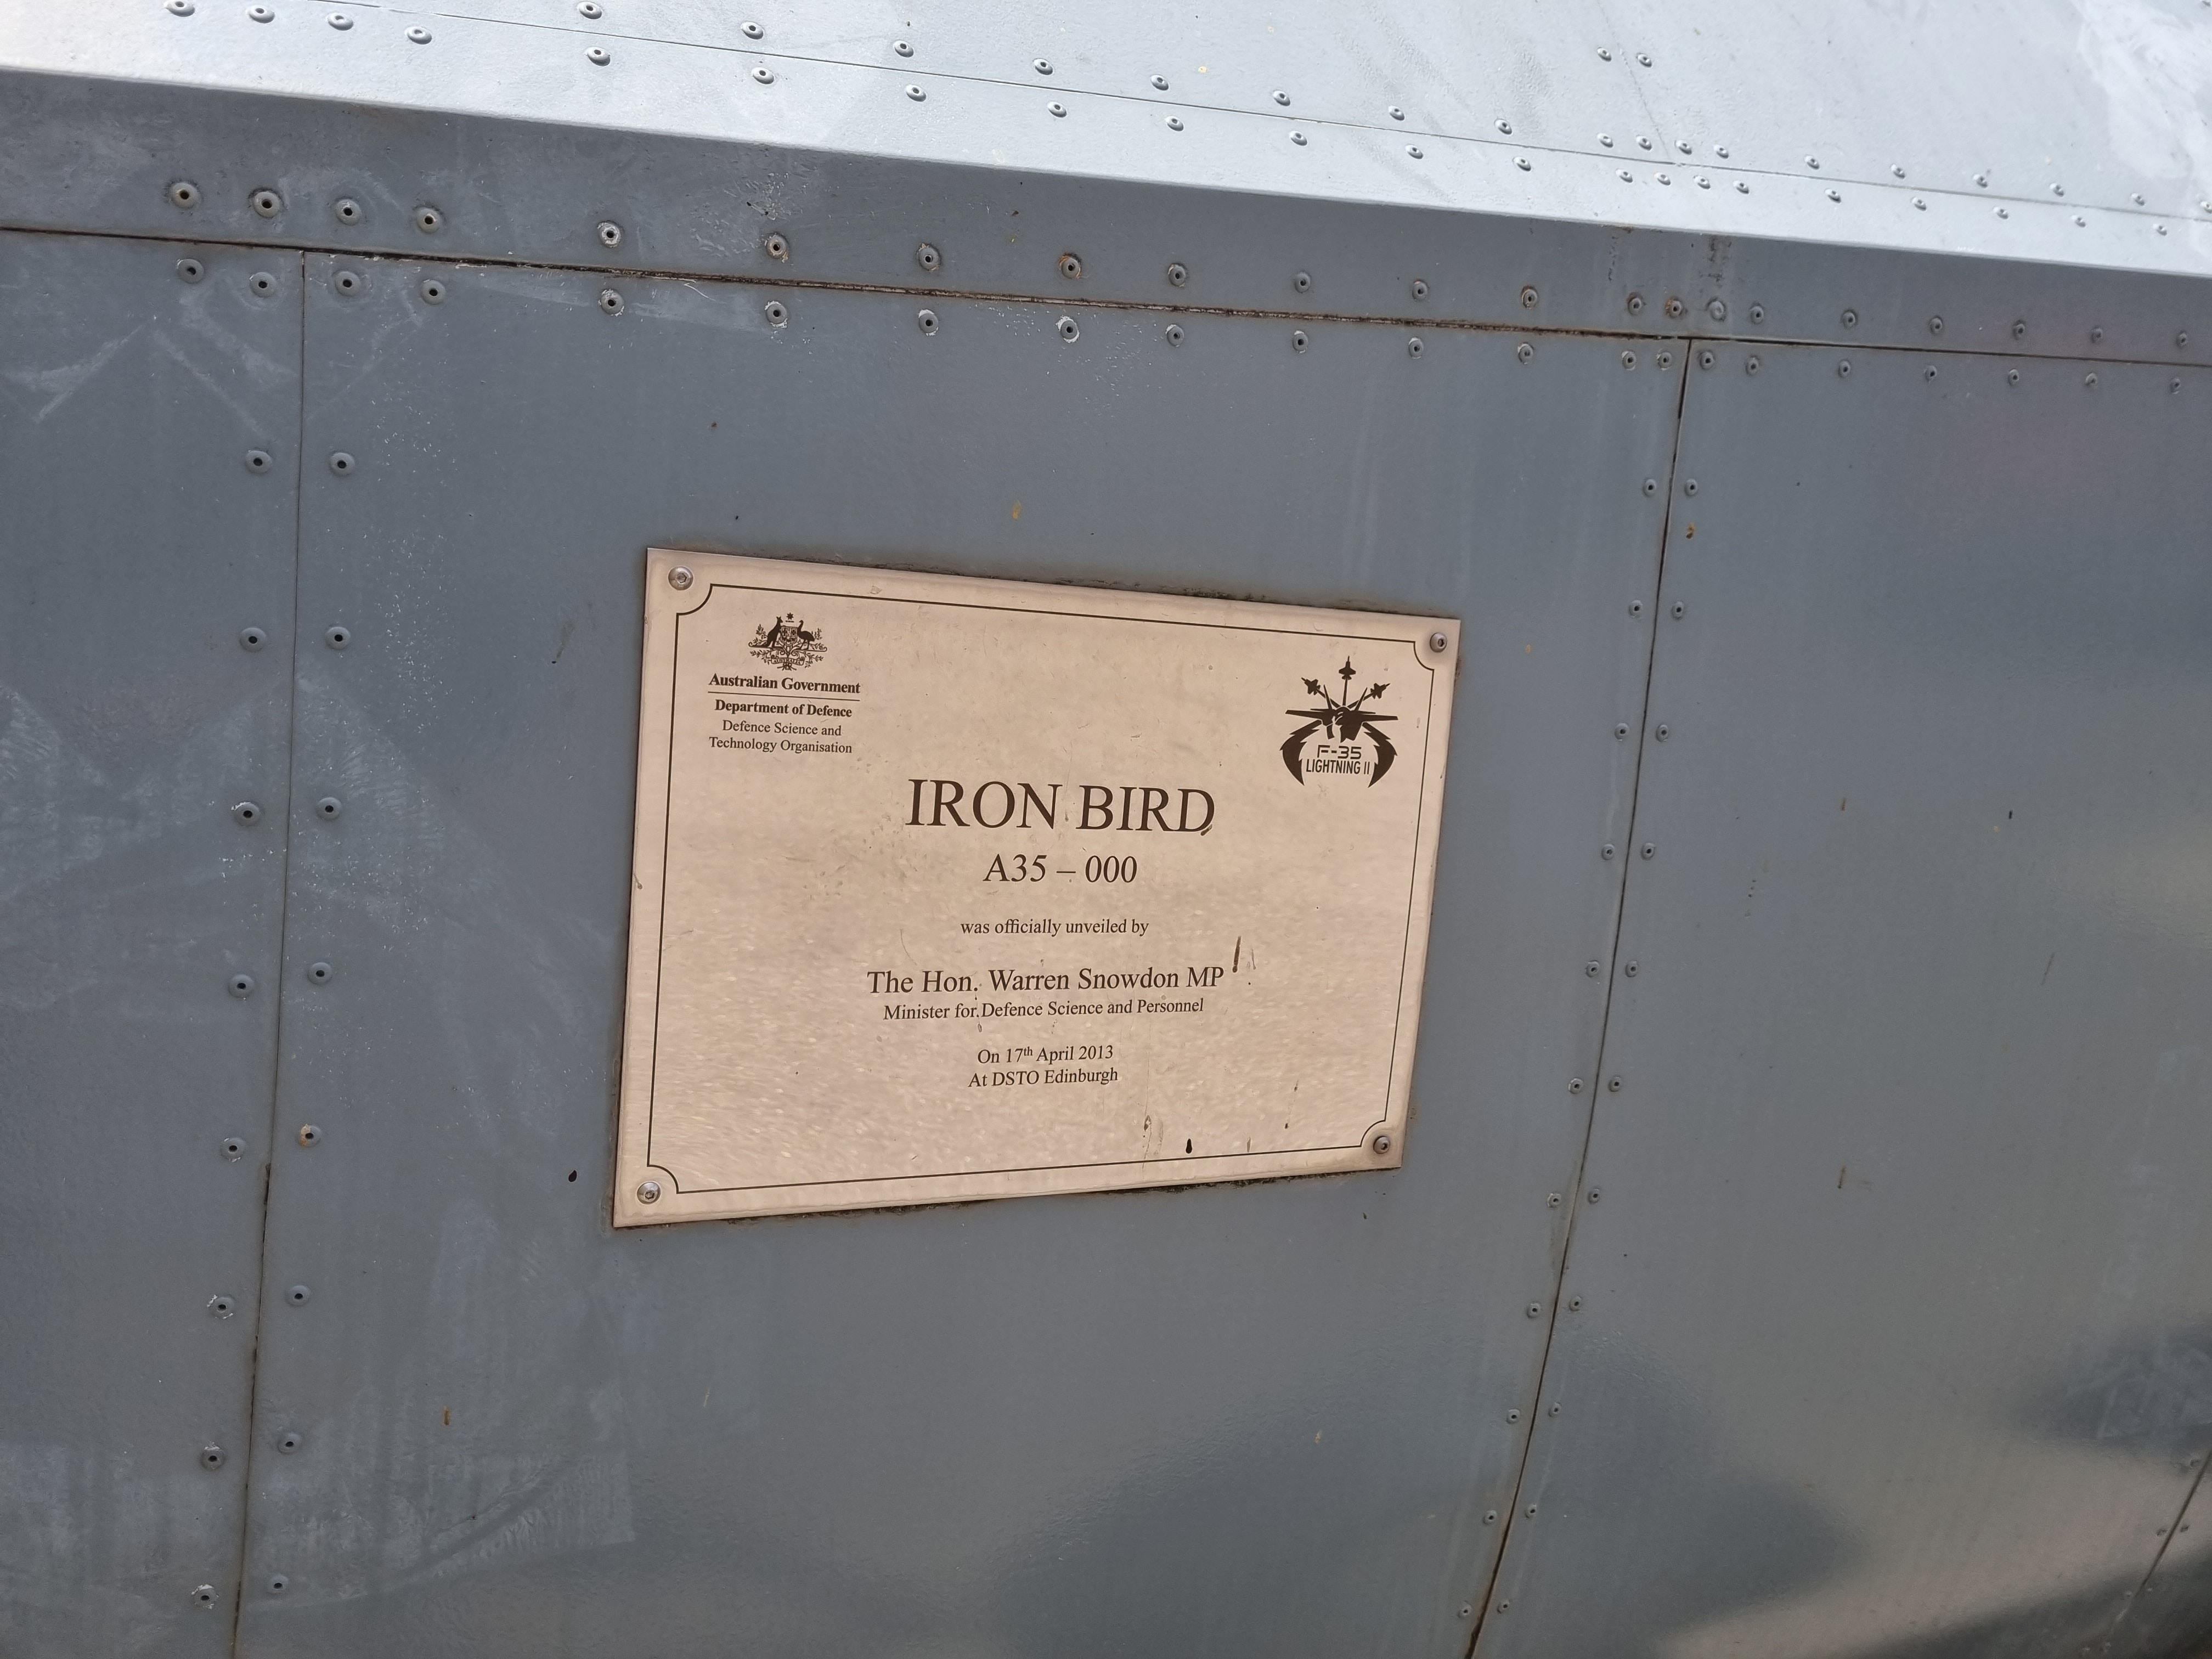 Australian Government
Department of Defence
Defence Science and
Technology Organisation
F-35
LIGHTNING II
IRON BIRD
A35 – 000
was officially unveiled by
The Hon. Warren Snowdon MP
Minister for Defence Science and Personnel
On 17th April 2013
At DSTO Edinburgh